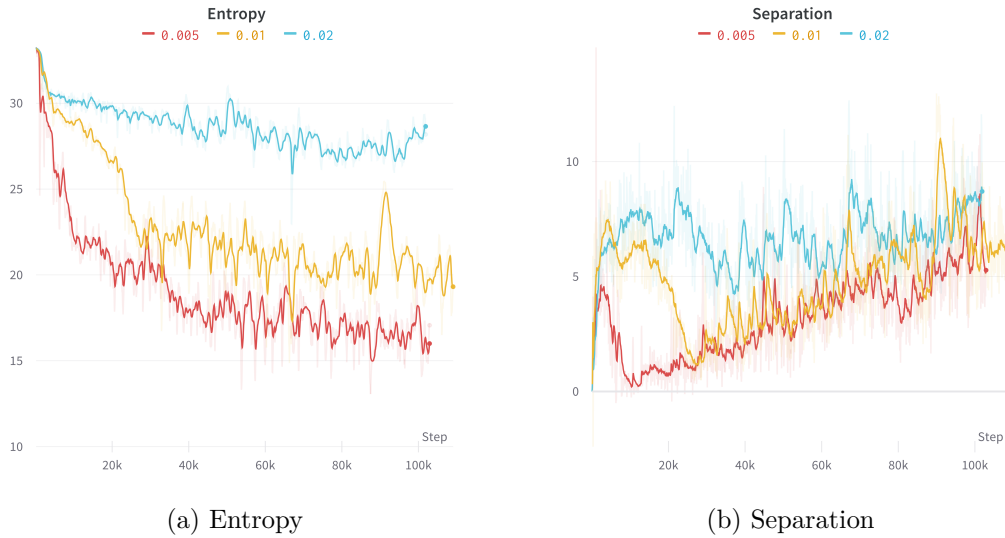 Entropy
0.005 0.01 0.02
30
25
20
15
10
Step
20k 40k 60k 80k 100k
(a) Entropy
Separation
0.005 0.01 0.02
10
5
0
Step
20k 40k 60k 80k 100k
(b) Separation